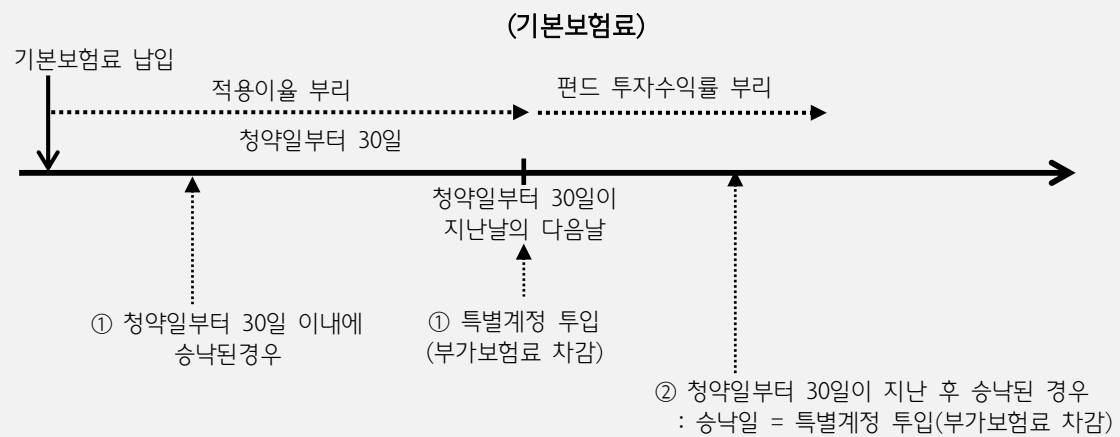 (기본보험료)
기본보험료 납입
적용이율 부리
펀드 투자수익률 부리
청약일부터 30일
청약일부터 30일이
지난날의 다음날
① 청약일부터 30일 이내에
승낙된경우
① 특별계정 투입
(부가보험료 차감)
② 청약일부터 30일이 지난 후 승낙된 경우
: 승낙일 = 특별계정 투입(부가보험료 차감)